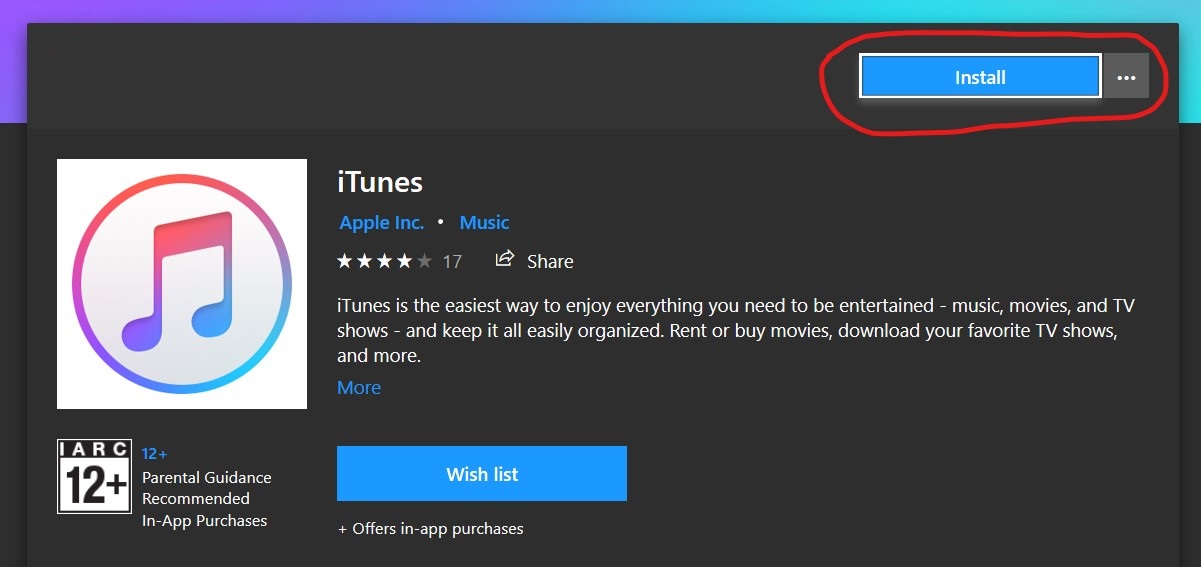 Install
iTunes
Apple Inc. • Music
17 Share
iTunes is the easiest way to enjoy everything you need to be entertained - music, movies, and TV
shows - and keep it all easily organized. Rent or buy movies, download your favorite TV shows,
and more.
More
IARC
12+
12+
Parental Guidance
Recommended
In-App Purchases
Wish list
+ Offers in-app purchases